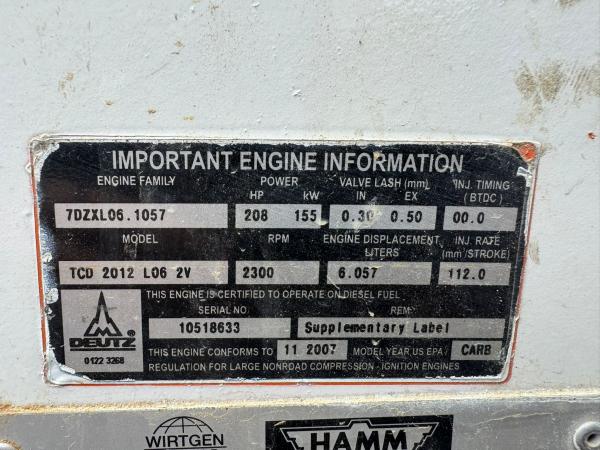 IMPORTANT ENGINE INFORMATION
ENGINE FAMILY POWER VALVE LASH (mm) INJ. TIMING
HP kW IN EX (BTDC)
7DZXL06.1057 208 155 0.30 0.50 00.0
MODEL RPM ENGINE DISPLACEMENT INJ. RATE
LITERS (mm /STROKE)
TCD 2012 L06 2V 2300 6.057 112.0
THIS ENGINE IS CERTIFIED TO OPERATE ON DIESEL FUEL
SERIAL NO. REM
10518633 Supplementary Label
DEUTZ
0122 3268
THIS ENGINE CONFORMS TO 11 2007 MODEL YEAR US EPA CARB
REGULATION FOR LARGE NONROAD COMPRESSION - IGNITION ENGINES
WIRTGEN HAMM